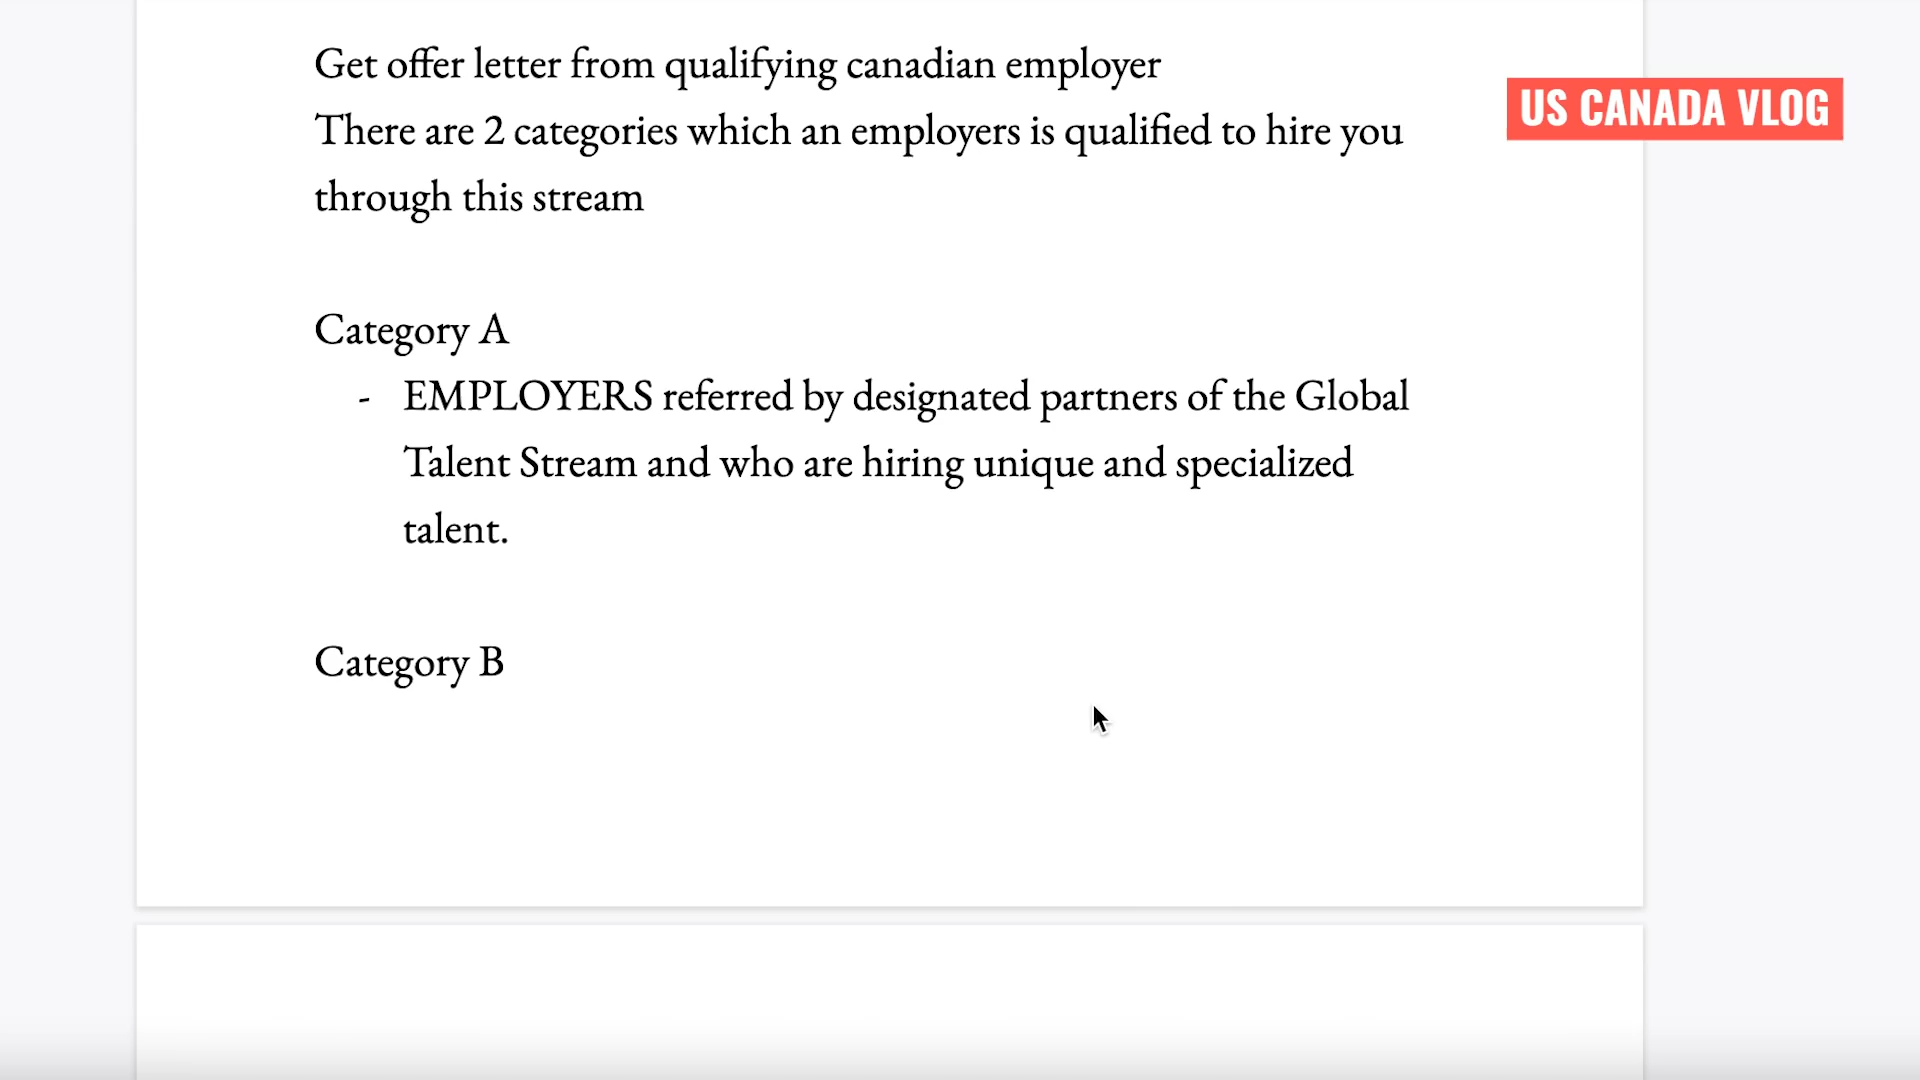 Get offer letter from qualifying canadian employer
US CANADA VLOG
There are 2 categories which an employers is qualified to hire you
through this stream
Category A
- EMPLOYERS referred by designated partners of the Global
Talent Stream and who are hiring unique and specialized
talent.
Category B